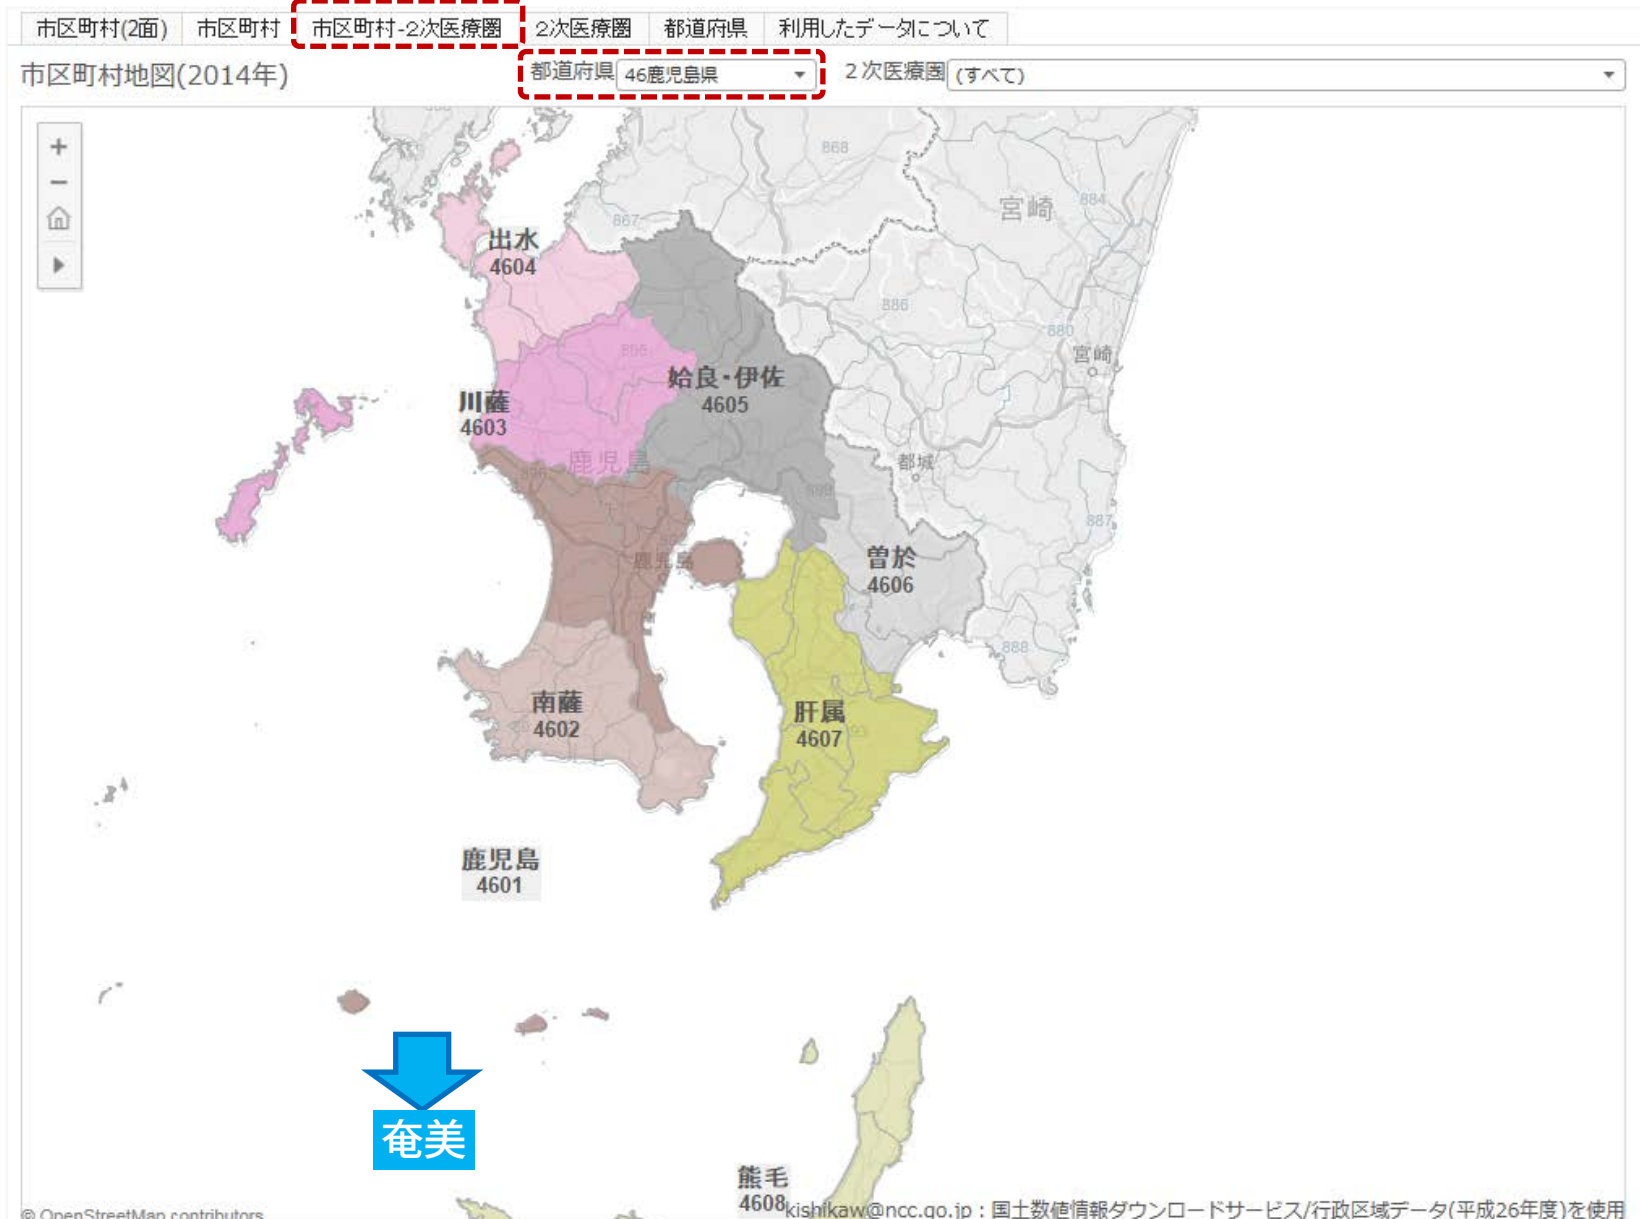 市区町村(2面) 市区町村 市区町村-2次医療圏 2次医療圏 都道府県 利用したデータについて
市区町村地図(2014年) 都道府県 46鹿児島県 2次医療圏 (すべて)
868
宮崎
884
867
出水
4604
886
880
宮崎
895
姶良・伊佐
4605
川薩
4603
鹿児島
都城
887
鹿児島
曽於
4606
888
南薩
4602
肝属
4607
鹿児島
4601
奄美
熊毛
4608
kishikaw@ncc.go.jp：国土数値情報ダウンロードサービス/行政区域データ(平成26年度)を使用
© OpenStreetMap contributors